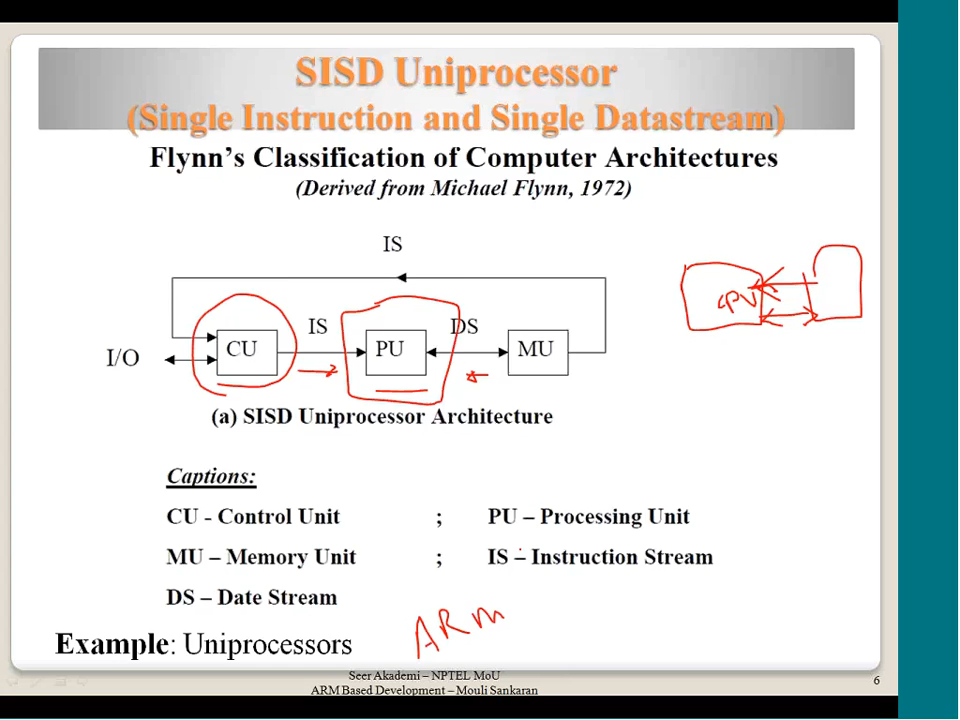 SISD Uniprocessor
(Single Instruction and Single Datastream)
Flynn's Classification of Computer Architectures
(Derived from Michael Flynn, 1972)
IS
IS
DS
I/O
CU
PU
MU
CPU
(a) SISD Uniprocessor Architecture
Captions:
CU - Control Unit ; PU – Processing Unit
MU – Memory Unit ; IS – Instruction Stream
DS – Date Stream
ARM
Example: Uniprocessors
Seer Akademi – NPTEL MoU
ARM Based Development – Mouli Sankaran
6